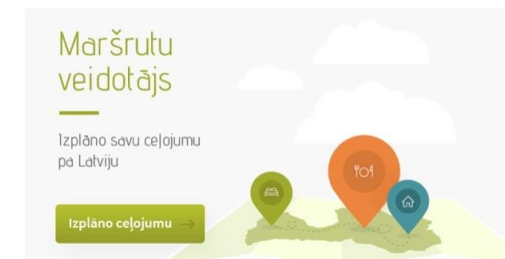 Maršrutu
veidotājs
Izplāno savu ceļojumu
pa Latviju
Izplāno ceļojumu →